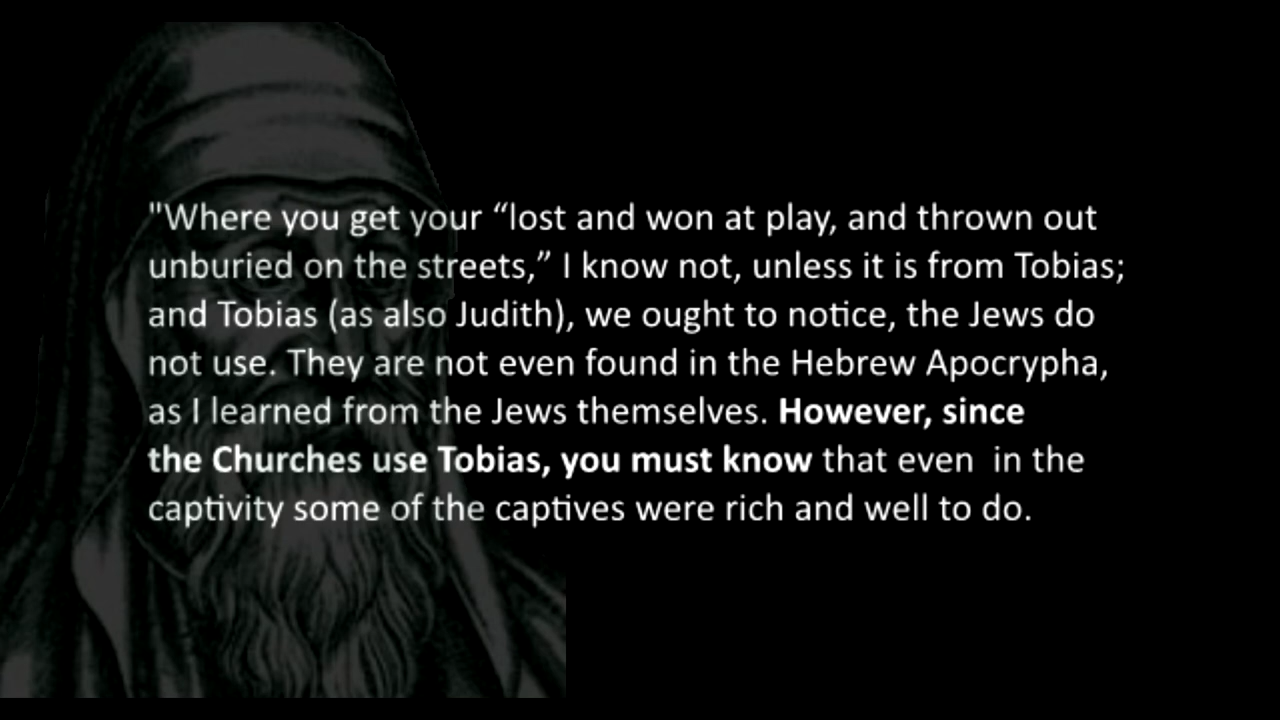 "Where you get your “lost and won at play, and thrown out
unburied on the streets,” I know not, unless it is from Tobias;
and Tobias (as also Judith), we ought to notice, the Jews do
not use. They are not even found in the Hebrew Apocrypha,
as I learned from the Jews themselves. However, since
the Churches use Tobias, you must know that even  in the
captivity some of the captives were rich and well to do.